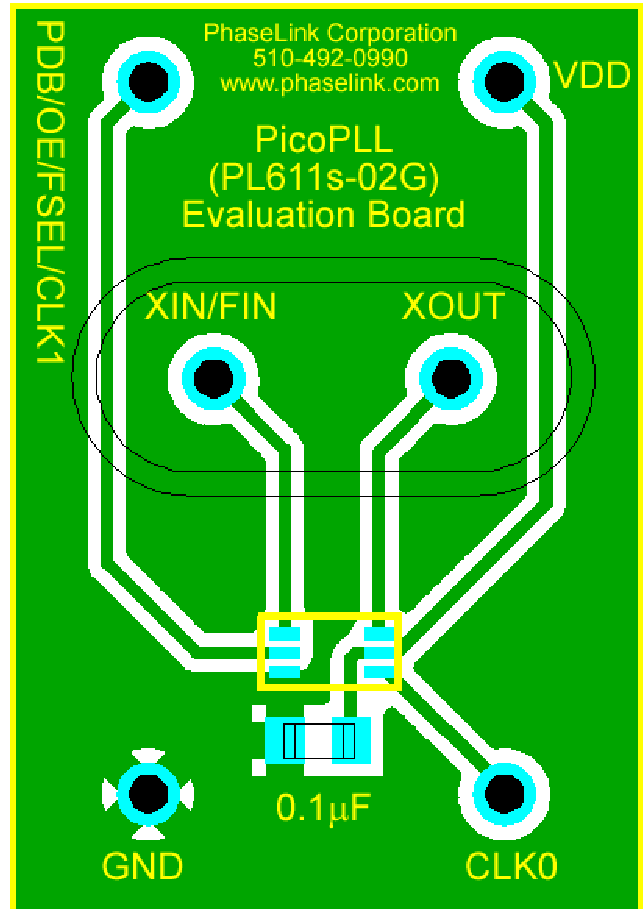 PhaseLink Corporation
510-492-0990
www.phaselink.com
PDB/OE/FSEL/CLK1
VDD
PicoPLL
(PL611s-02G)
Evaluation Board
XIN/FIN
XOUT
0.1μF
GND
CLK0